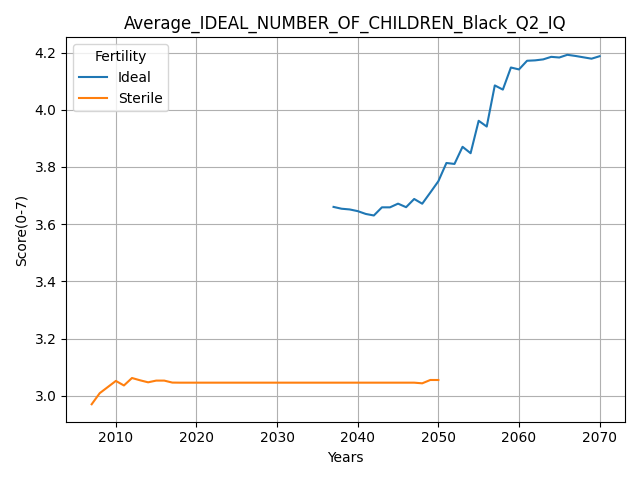 Average_IDEAL_NUMBER_OF_CHILDREN_Black_Q2_IQ
Fertility
Ideal
Sterile
Score(0-7)
4.2
4.0
3.8
3.6
3.4
3.2
3.0
2010 2020 2030 2040 2050 2060 2070
Years